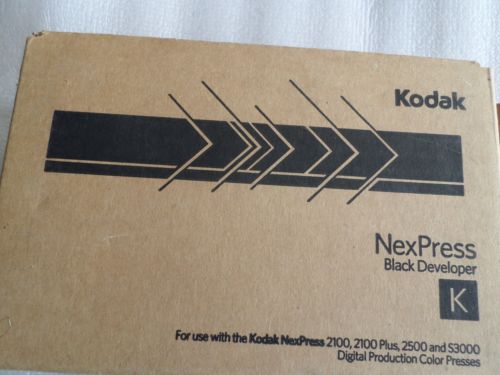 Kodak
NexPress
Black Developer
K
For use with the Kodak NexPress 2100, 2100 Plus, 2500 and S3000
Digital Production Color Presses